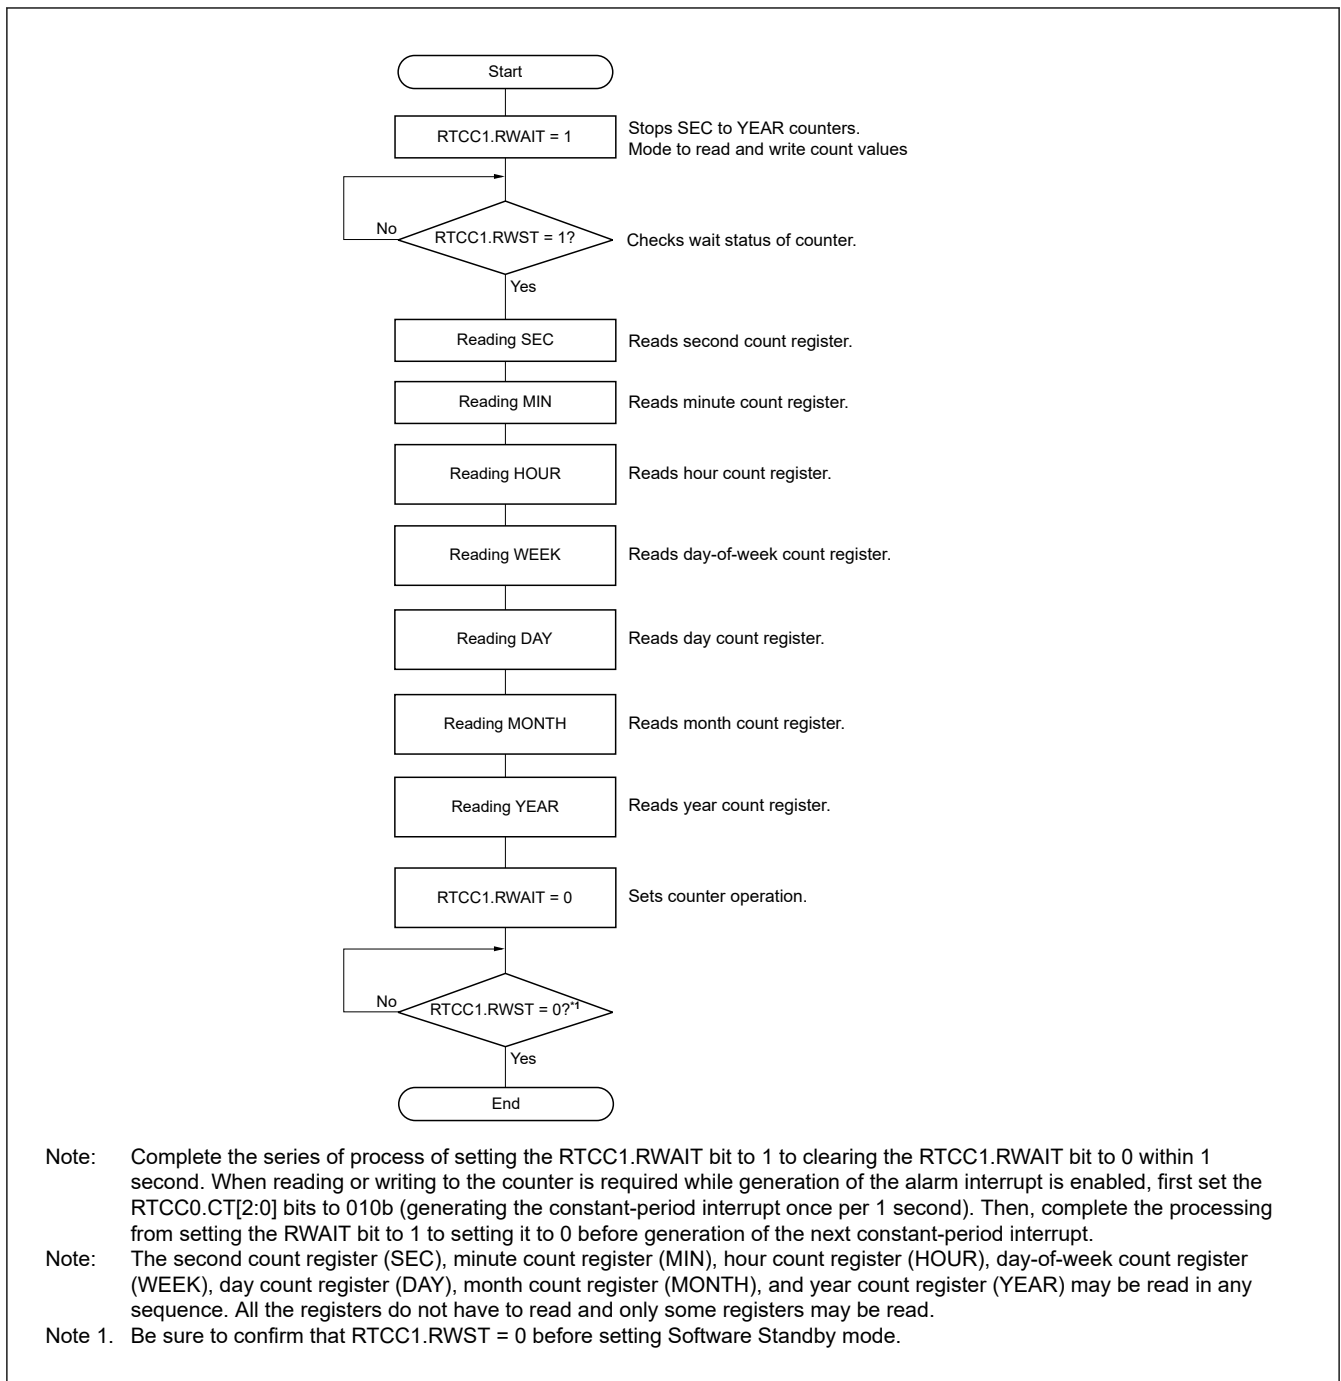 Start
RTCC1.RWAIT = 1
Stops SEC to YEAR counters.
Mode to read and write count values
No
RTCC1.RWST = 1?
Checks wait status of counter.
Yes
Reading SEC
Reads second count register.
Reading MIN
Reads minute count register.
Reading HOUR
Reads hour count register.
Reading WEEK
Reads day-of-week count register.
Reading DAY
Reads day count register.
Reading MONTH
Reads month count register.
Reading YEAR
Reads year count register.
RTCC1.RWAIT = 0
Sets counter operation.
No
RTCC1.RWST = 0?*1
Yes
End
Note: Complete the series of process of setting the RTCC1.RWAIT bit to 1 to clearing the RTCC1.RWAIT bit to 0 within 1
second. When reading or writing to the counter is required while generation of the alarm interrupt is enabled, first set the
RTCC0.CT[2:0] bits to 010b (generating the constant-period interrupt once per 1 second). Then, complete the processing
from setting the RWAIT bit to 1 to setting it to 0 before generation of the next constant-period interrupt.
Note: The second count register (SEC), minute count register (MIN), hour count register (HOUR), day-of-week count register
(WEEK), day count register (DAY), month count register (MONTH), and year count register (YEAR) may be read in any
sequence. All the registers do not have to read and only some registers may be read.
Note 1. Be sure to confirm that RTCC1.RWST = 0 before setting Software Standby mode.